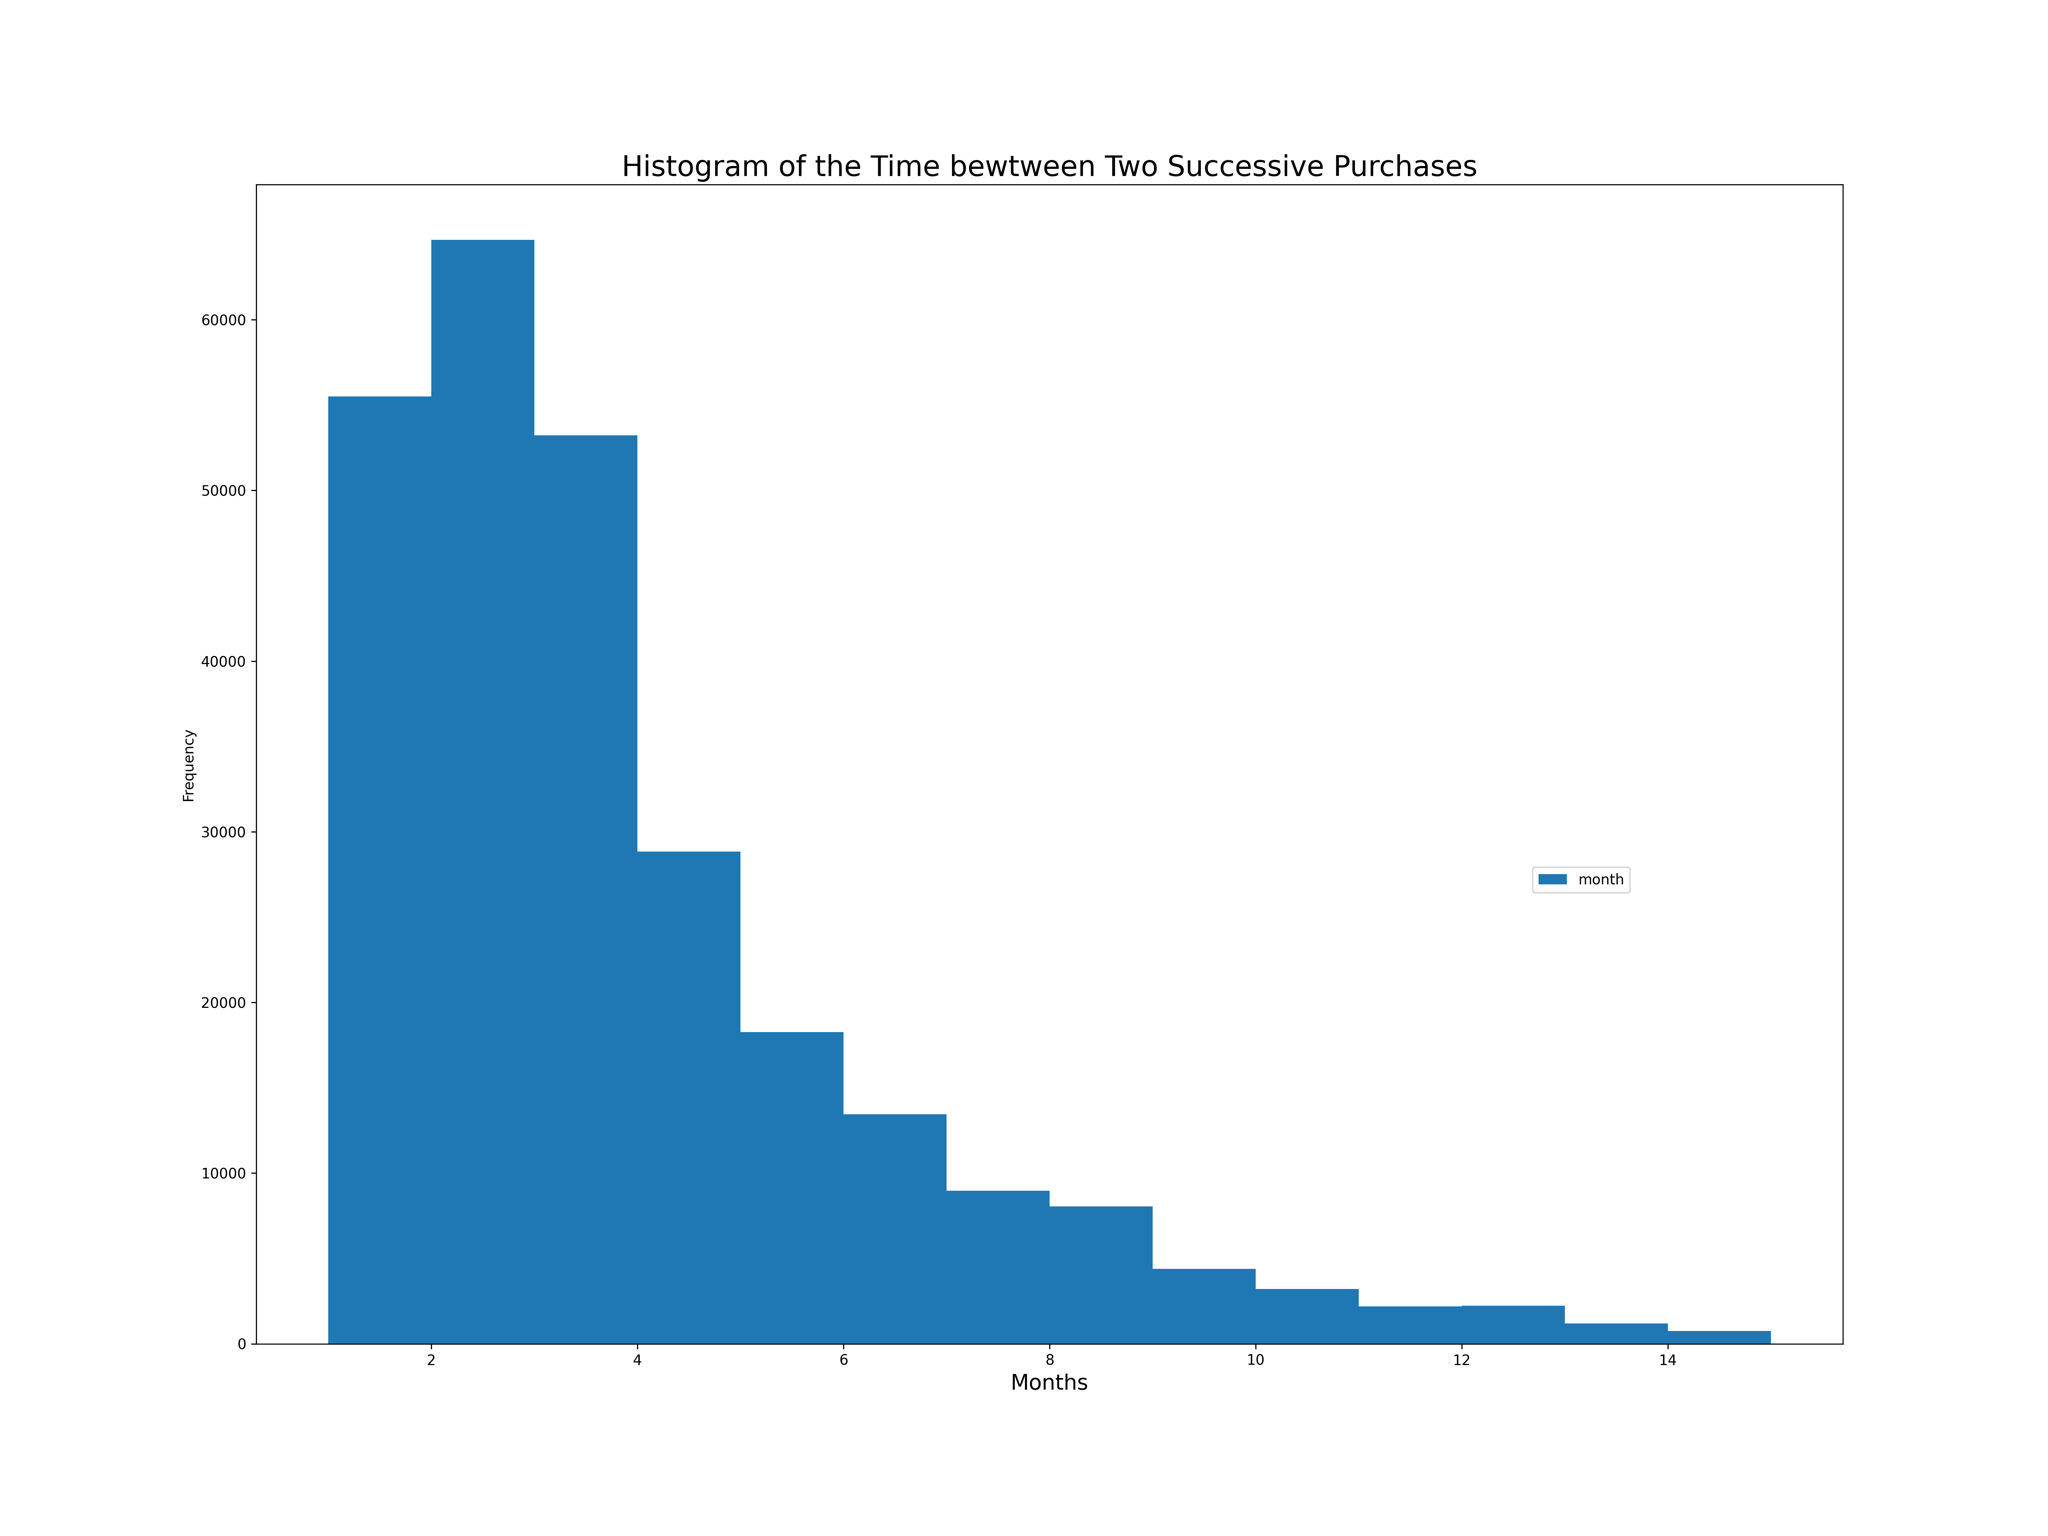 Histogram of the Time bewtween Two Successive Purchases
60000
50000
40000
30000
20000
10000
0
Frequency
month
2 4 6 8 10 12 14
Months